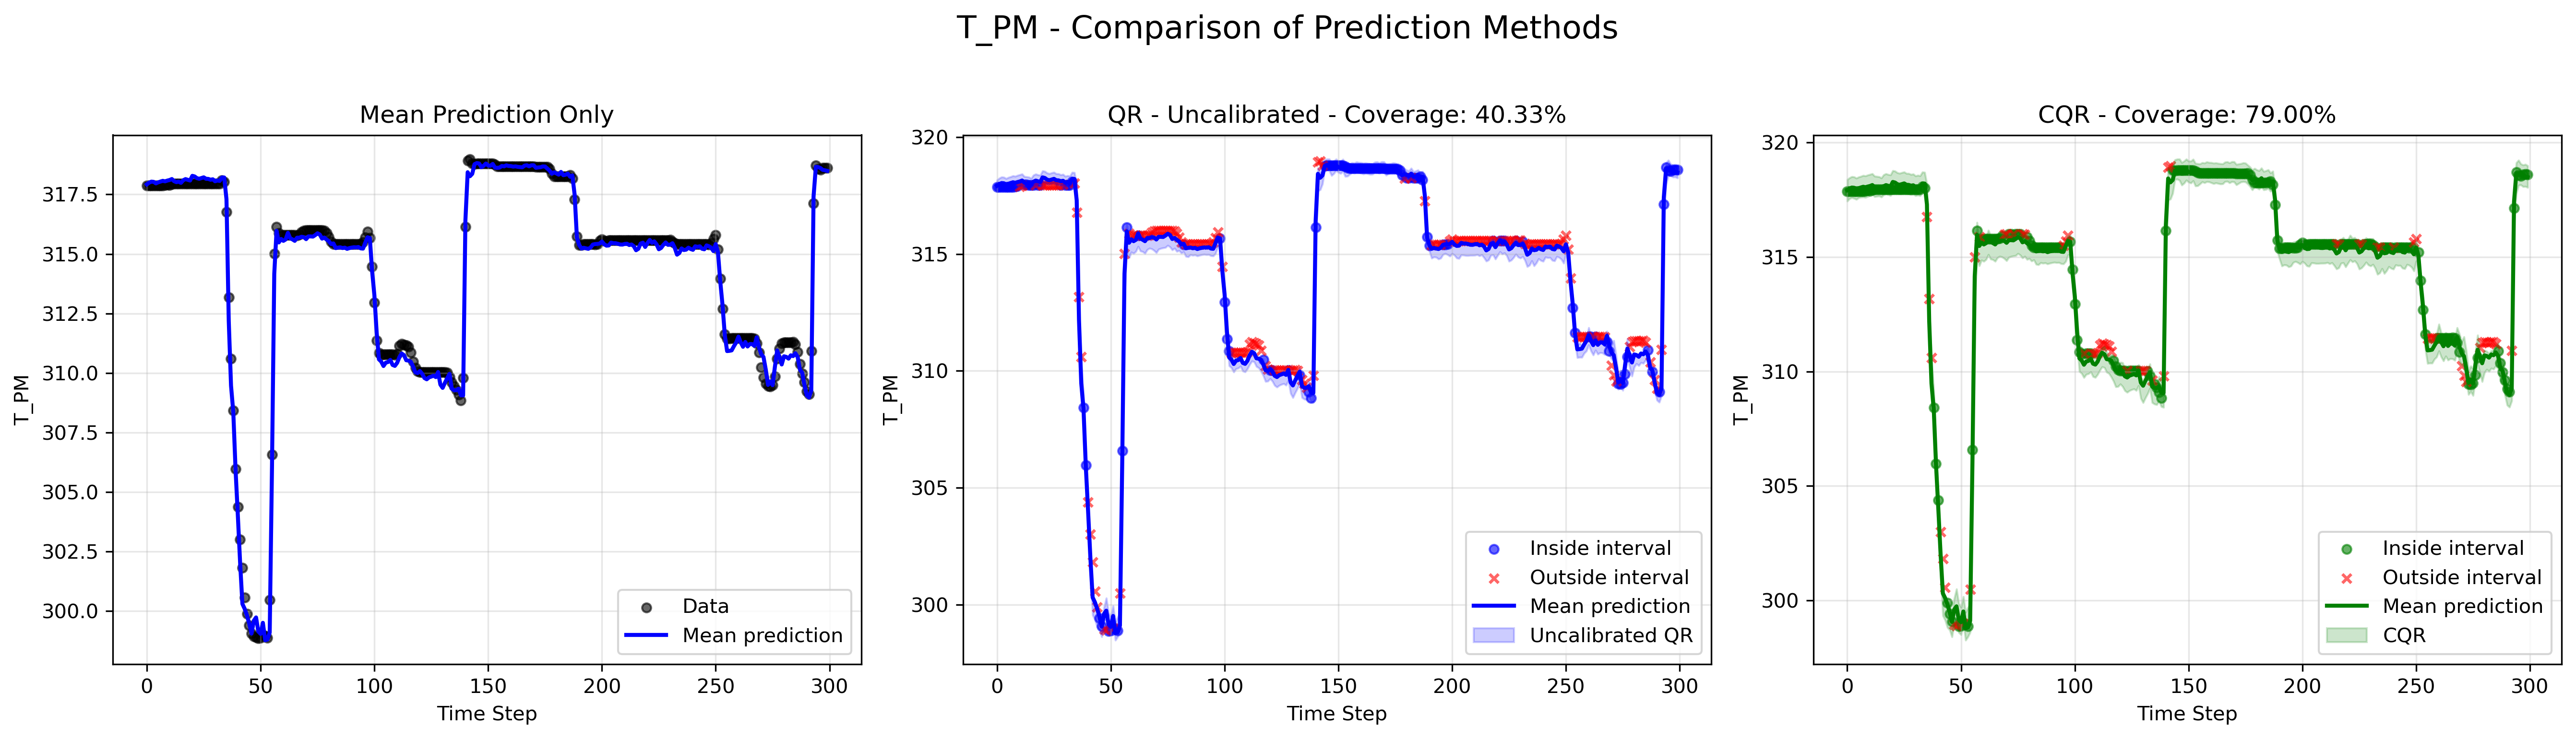 T_PM - Comparison of Prediction Methods
Mean Prediction Only
T_PM
317.5
315.0
312.5
310.0
307.5
305.0
302.5
300.0
0 50 100 150 200 250 300
Time Step
Data
Mean prediction
QR - Uncalibrated - Coverage: 40.33%
T_PM
320
315
310
305
300
0 50 100 150 200 250 300
Time Step
Inside interval
Outside interval
Mean prediction
Uncalibrated QR
CQR - Coverage: 79.00%
T_PM
320
315
310
305
300
0 50 100 150 200 250 300
Time Step
Inside interval
Outside interval
Mean prediction
CQR